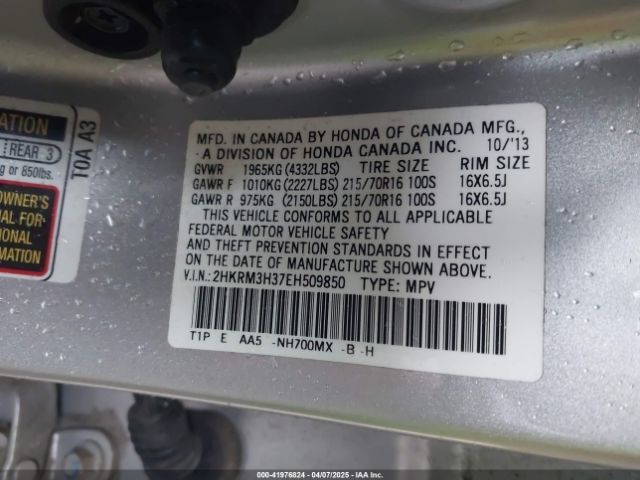 ATION
REAR 3
g or 850lbs.
OWNER'S
UAL FOR
IONAL
RMATION
T0A A3
MFD. IN CANADA BY HONDA OF CANADA MFG.,
A DIVISION OF HONDA CANADA INC. 10/'13
GVWR 1965KG (4332LBS) TIRE SIZE RIM SIZE
GAWR F 1010KG (2227LBS) 215/70R16 100S 16X6.5J
GAWR R 975KG (2150LBS) 215/70R16 100S 16X6.5J
THIS VEHICLE CONFORMS TO ALL APPLICABLE
FEDERAL MOTOR VEHICLE SAFETY
AND THEFT PREVENTION STANDARDS IN EFFECT
ON THE DATE OF MANUFACTURE SHOWN ABOVE.
V.I.N.: 2HKRM3H37EH509850 TYPE: MPV
T1P E AA5 -NH700MX -B -H
000-41976824 - 04/07/2025 - IAA Inc.